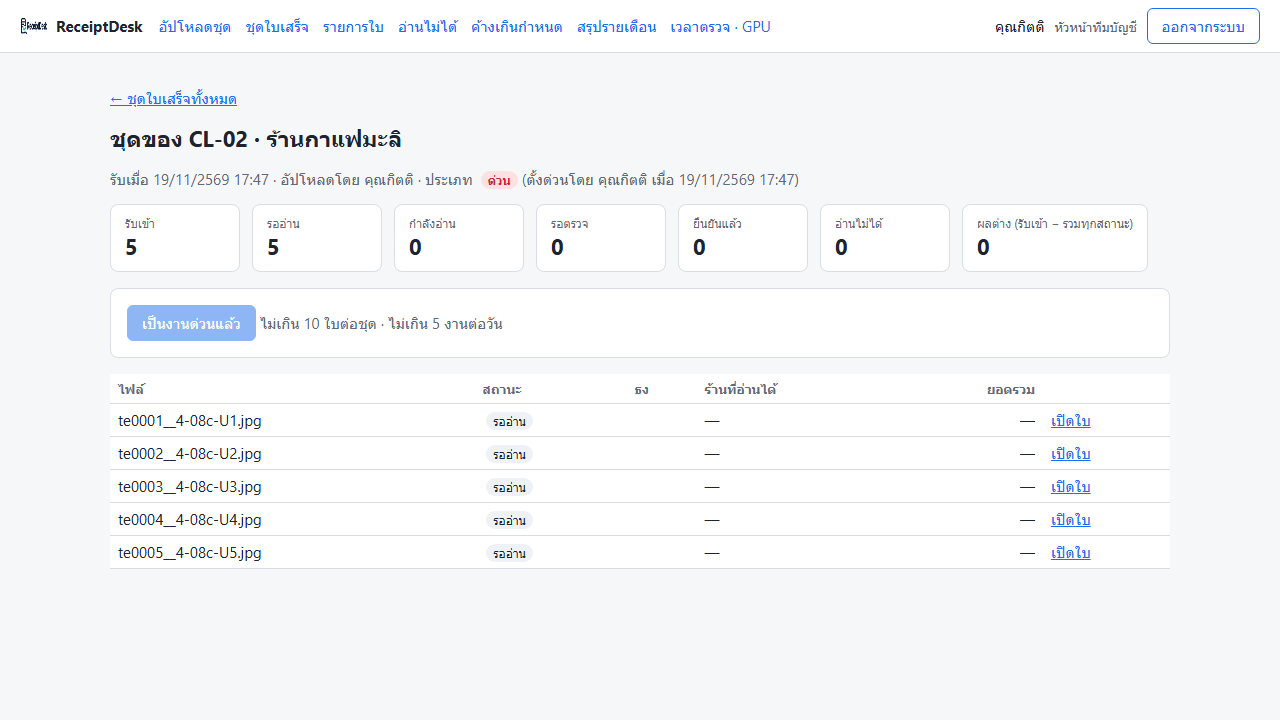 ReceiptDesk อัปโหลดชุด ชุดใบเสร็จ รายการใบ อ่านไม่ได้ ค้างเกินกำหนด สรุปรายเดือน เวลาตรวจ · GPU คุณกิตติ หัวหน้าทีมบัญชี ออกจากระบบ
← ชุดใบเสร็จทั้งหมด
ชุดของ CL-02 · ร้านกาแฟมะลิ
รับเมื่อ 19/11/2569 17:47 · อัปโหลดโดย คุณกิตติ · ประเภท ด่วน (ตั้งด่วนโดย คุณกิตติ เมื่อ 19/11/2569 17:47)
รับเข้า รออ่าน กำลังอ่าน รอตรวจ ยืนยันแล้ว อ่านไม่ได้ ผลต่าง (รับเข้า − รวมทุกสถานะ)
5 5 0 0 0 0 0
เป็นงานด่วนแล้ว ไม่เกิน 10 ใบต่อชุด · ไม่เกิน 5 งานต่อวัน
ไฟล์ สถานะ ธง ร้านที่อ่านได้ ยอดรวม
te0001__4-08c-U1.jpg รออ่าน — — เปิดใบ
te0002__4-08c-U2.jpg รออ่าน — — เปิดใบ
te0003__4-08c-U3.jpg รออ่าน — — เปิดใบ
te0004__4-08c-U4.jpg รออ่าน — — เปิดใบ
te0005__4-08c-U5.jpg รออ่าน — — เปิดใบ